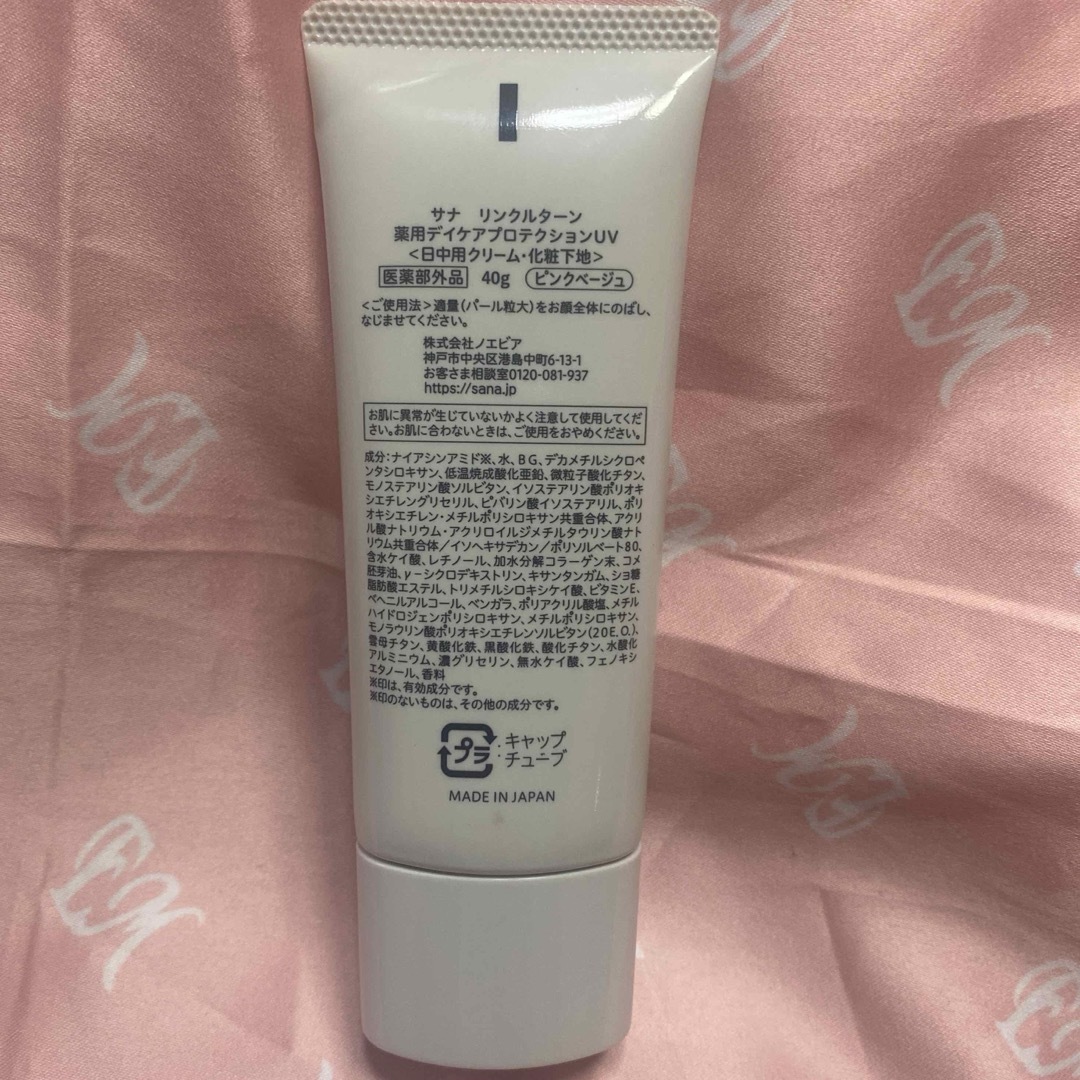 サナ リンクルターン
薬用デイケアプロテクションUV
<日中用クリーム・化粧下地>
医薬部外品 40g ピンクベージュ
<ご使用法>適量(パール粒大)をお顔全体にのばし、
なじませてください。
株式会社ノエビア
神戸市中央区港島中町6-13-1
お客さま相談室0120-081-937
https://sana.jp
お肌に異常が生じていないかよく注意して使用してくだ
さい。お肌に合わないときは、ご使用をおやめください。
成分:ナイアシンアミド※、水、BG、デカメチルシクロペ
ンタシロキサン、低温焼成酸化亜鉛、微粒子酸化チタン、
モノステアリン酸ソルビタン、イソステアリン酸ポリオキ
シエチレングリセリル、ピバリン酸イソステアリル、ポリ
オキシエチレン・メチルポリシロキサン共重合体、アクリ
ル酸ナトリウム・アクリロイルジメチルタウリン酸ナト
リウム共重合体/イソヘキサデカン/ポリソルベート80、
含水ケイ酸、レチノール、加水分解コラーゲン末、コメ
胚芽油、γ-シクロデキストリン、キサンタンガム、ショ糖
脂肪酸エステル、トリメチルシロキシケイ酸、ビタミンE、
ベヘニルアルコール、ベンガラ、ポリアクリル酸塩、メチル
ハイドロジェンポリシロキサン、メチルポリシロキサン、
モノラウリン酸ポリオキシエチレンソルビタン(20E.O.)、
雲母チタン、黄酸化鉄、黒酸化鉄、酸化チタン、水酸化
アルミニウム、濃グリセリン、無水ケイ酸、フェノキシ
エタノール、香料
※印は、有効成分です。
※印のないものは、その他の成分です。
プラ:キャップ
チューブ
MADE IN JAPAN